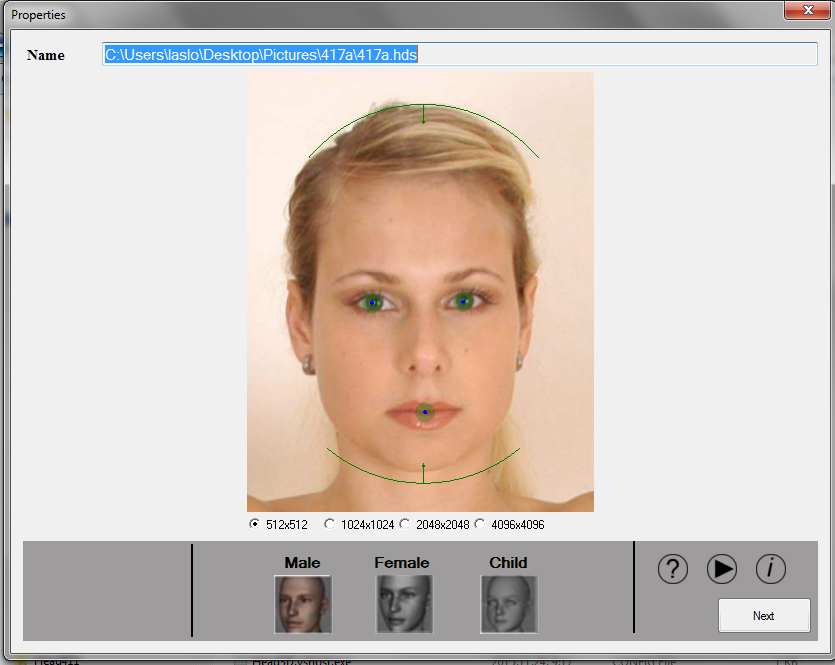 Properties
Name
C:\Users\laslo\Desktop\Pictures\417a\417a.hds
512x512 1024x1024 2048x2048 4096x4096
Male Female Child
? i
Next